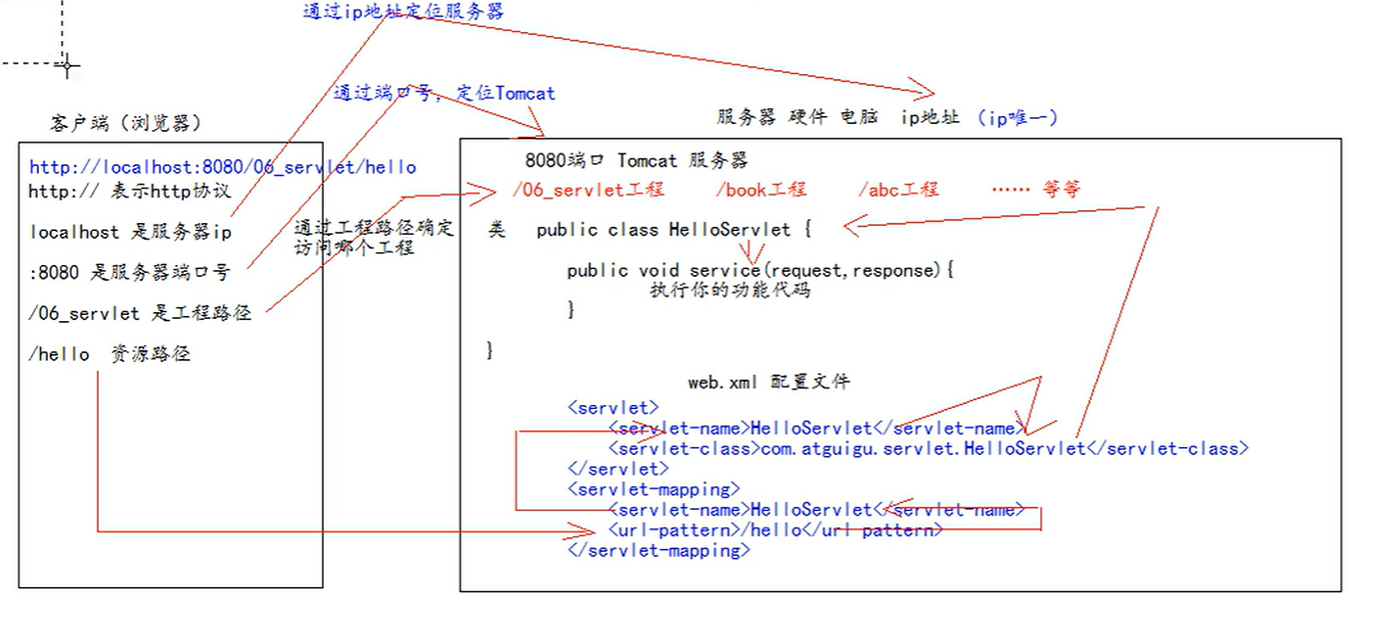 通过ip地址定位服务器
通过端口号，定位Tomcat
客户端（浏览器）
服务器 硬件 电脑 ip地址 （ip唯一）
http://localhost:8080/06_servlet/hello
http:// 表示http协议
localhost 是服务器ip
:8080 是服务器端口号
/06_servlet 是工程路径
/hello 资源路径
通过工程路径确定
访问哪个工程
8080端口 Tomcat 服务器
/06_servlet工程 /book工程 /abc工程 …… 等等
类 public class HelloServlet {
public void service(request,response){
执行你的功能代码
}
}
web.xml 配置文件
<servlet>
<servlet-name>HelloServlet</servlet-name>
<servlet-class>com.atguigu.servlet.HelloServlet</servlet-class>
</servlet>
<servlet-mapping>
<servlet-name>HelloServlet</servlet-name>
<url-pattern>/hello</url-pattern>
</servlet-mapping>